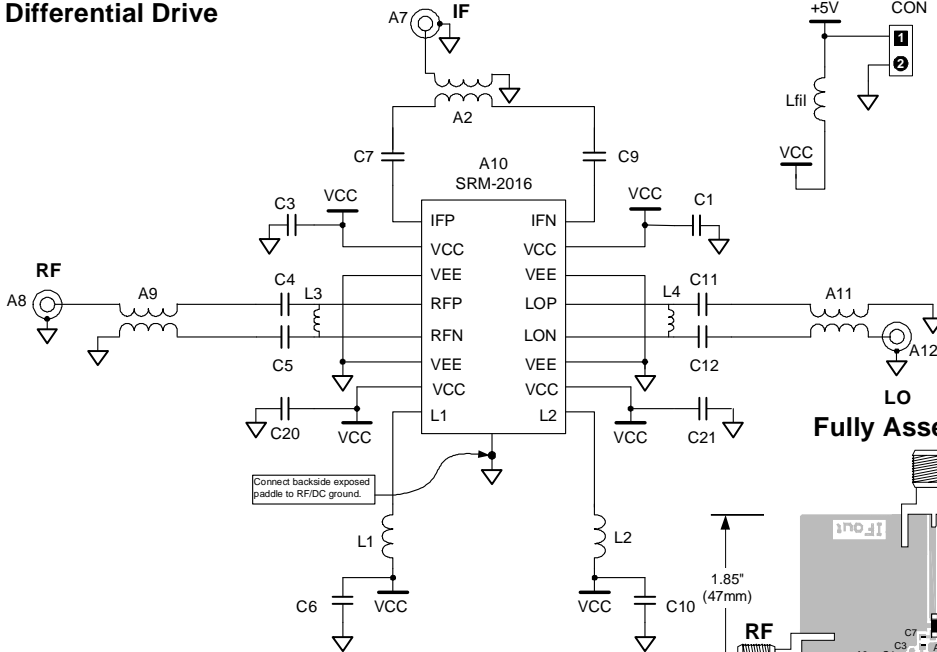 Differential Drive
A7
IF
+5V
CON
1
2
Lfil
VCC
A2
C7
C9
A10
SRM-2016
C3
VCC
VCC
C1
IFP
IFN
VCC
VCC
VEE
VEE
RF
A8
A9
C4
L3
RFP
LOP
L4
C11
A11
RFN
LON
C5
C12
A12
VEE
VEE
VCC
VCC
LO
L1
L2
C20
VCC
VCC
C21
Fully Asse
Connect backside exposed
paddle to RF/DC ground.
IFout
L1
L2
1.85"
(47mm)
C6
VCC
VCC
C10
RF
C7
C3